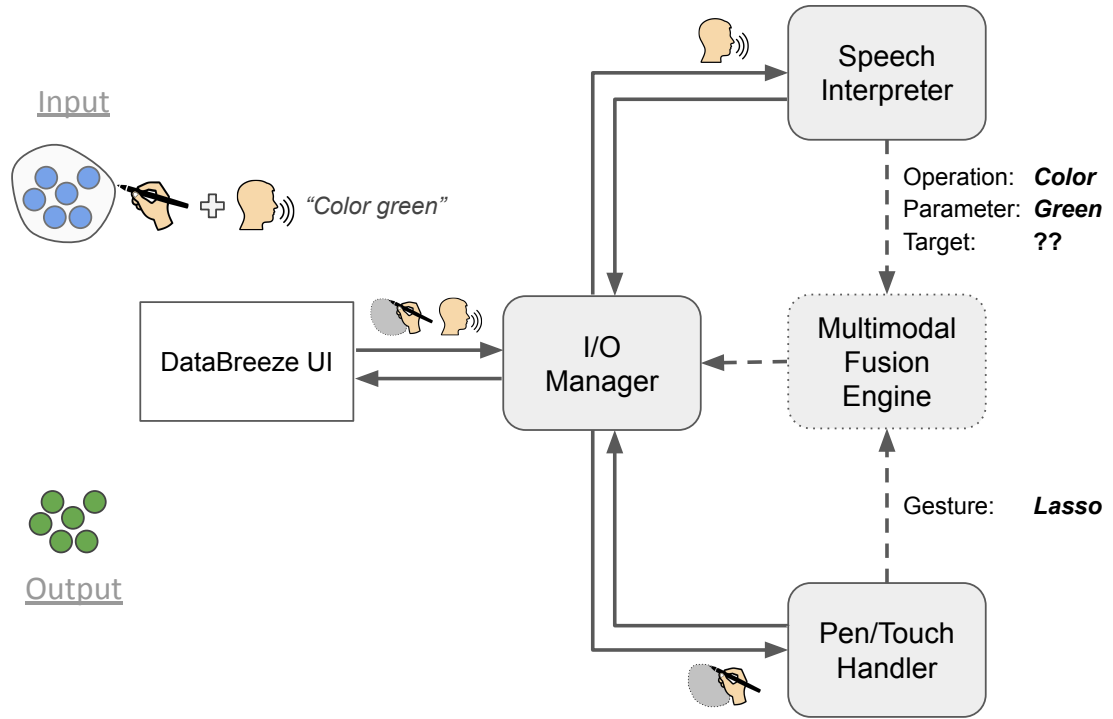 Speech
Interpreter
Input
Operation: Color
Parameter: Green
Target: ??
“Color green”
DataBreeze UI
I/O
Manager
Multimodal
Fusion
Engine
Gesture: Lasso
Output
Pen/Touch
Handler